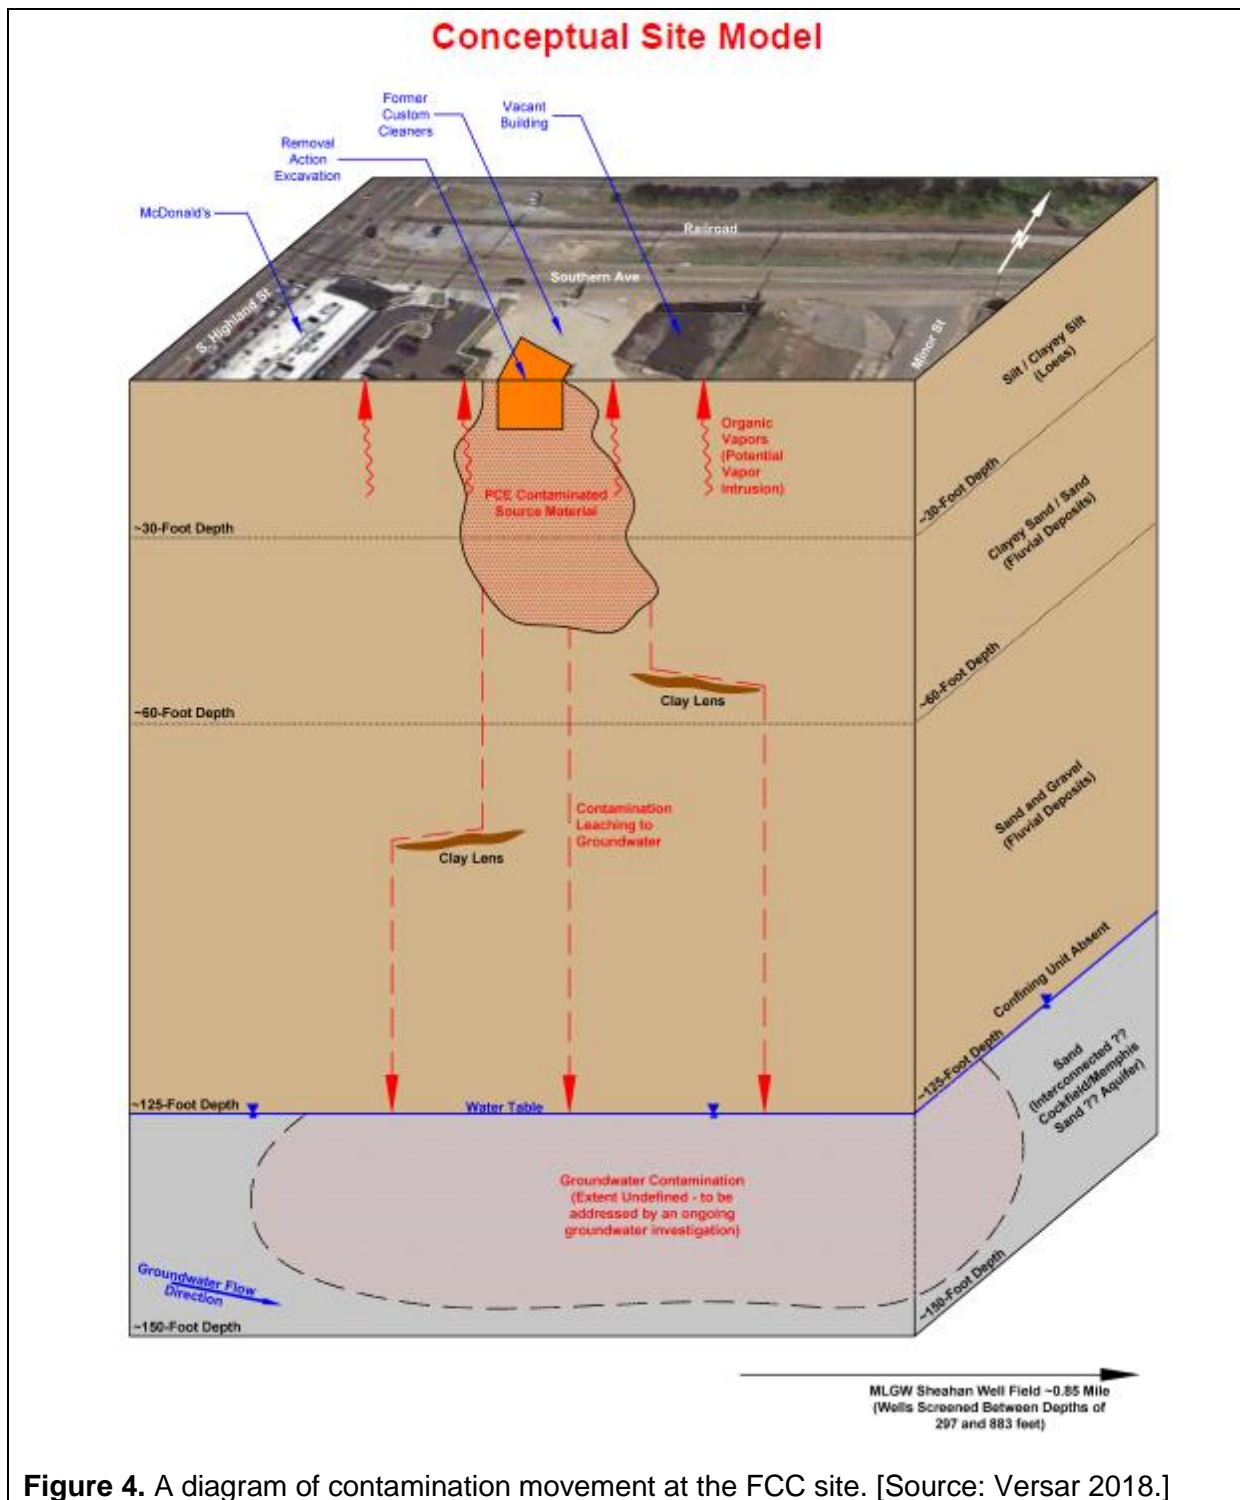 Conceptual Site Model
Former
Custom
Cleaners
Vacant
Building
Removal
Action
Excavation
McDonald's
Railroad
Southern Ave
N
S. Highland St
Minor St
Silt / Clayey Silt
(Loess)
Organic
Vapors
(Potential
Vapor
Intrusion)
PCE Contaminated
Source Material
~30-Foot Depth
~30-Foot Depth
Clayey Sand / Sand
(Fluvial Deposits)
~60-Foot Depth
Clay Lens
~60-Foot Depth
Sand and Gravel
(Fluvial Deposits)
Contamination
Leaching to
Groundwater
Clay Lens
Confining Unit Absent
~125-Foot Depth
Sand
(Interconnected ??
Cockfield/Memphis
Sand ?? Aquifer)
~125-Foot Depth
Water Table
Groundwater Contamination
(Extent Undefined - to be
addressed by an ongoing
groundwater investigation)
Groundwater Flow
Direction
~150-Foot Depth
~150-Foot Depth
MLGW Sheahan Well Field ~0.85 Mile
(Wells Screened Between Depths of
297 and 883 feet)
Figure 4. A diagram of contamination movement at the FCC site. [Source: Versar 2018.]